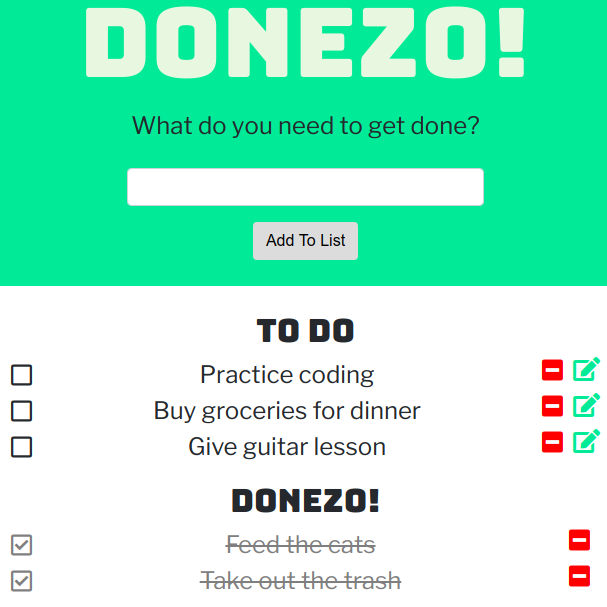 DONEZO!
What do you need to get done?
Add To List
TO DO
Practice coding
Buy groceries for dinner
Give guitar lesson
DONEZO!
Feed the cats
Take out the trash